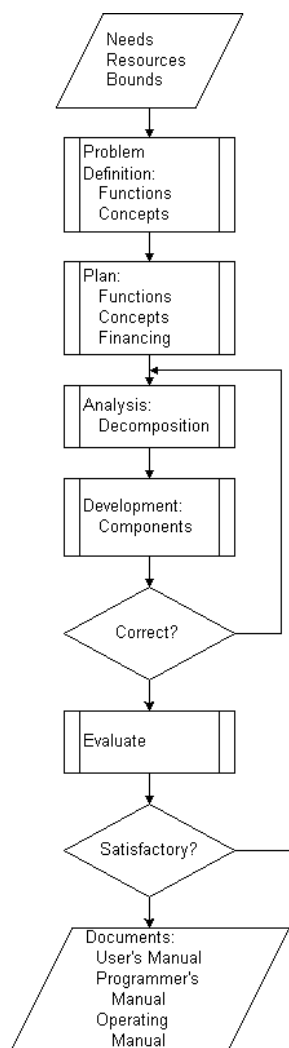 Needs
Resources
Bounds
Problem
Definition:
Functions
Concepts
Plan:
Functions
Concepts
Financing
Analysis:
Decomposition
Development:
Components
Correct?
Evaluate
Satisfactory?
Documents:
User's Manual
Programmer's
Manual
Operating
Manual